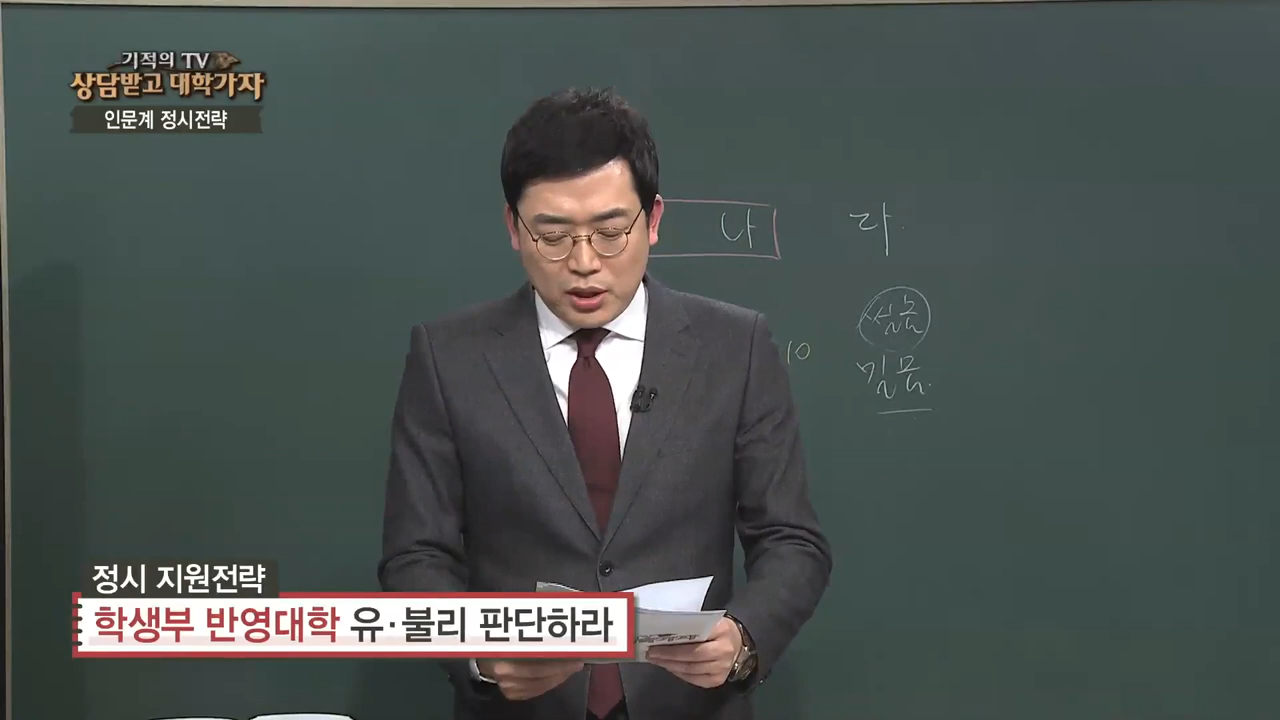 기적의 TV
상담받고 대학가자
인문계 정시전략
나 다.
10
정시 지원전략
학생부 반영대학 유·불리 판단하라